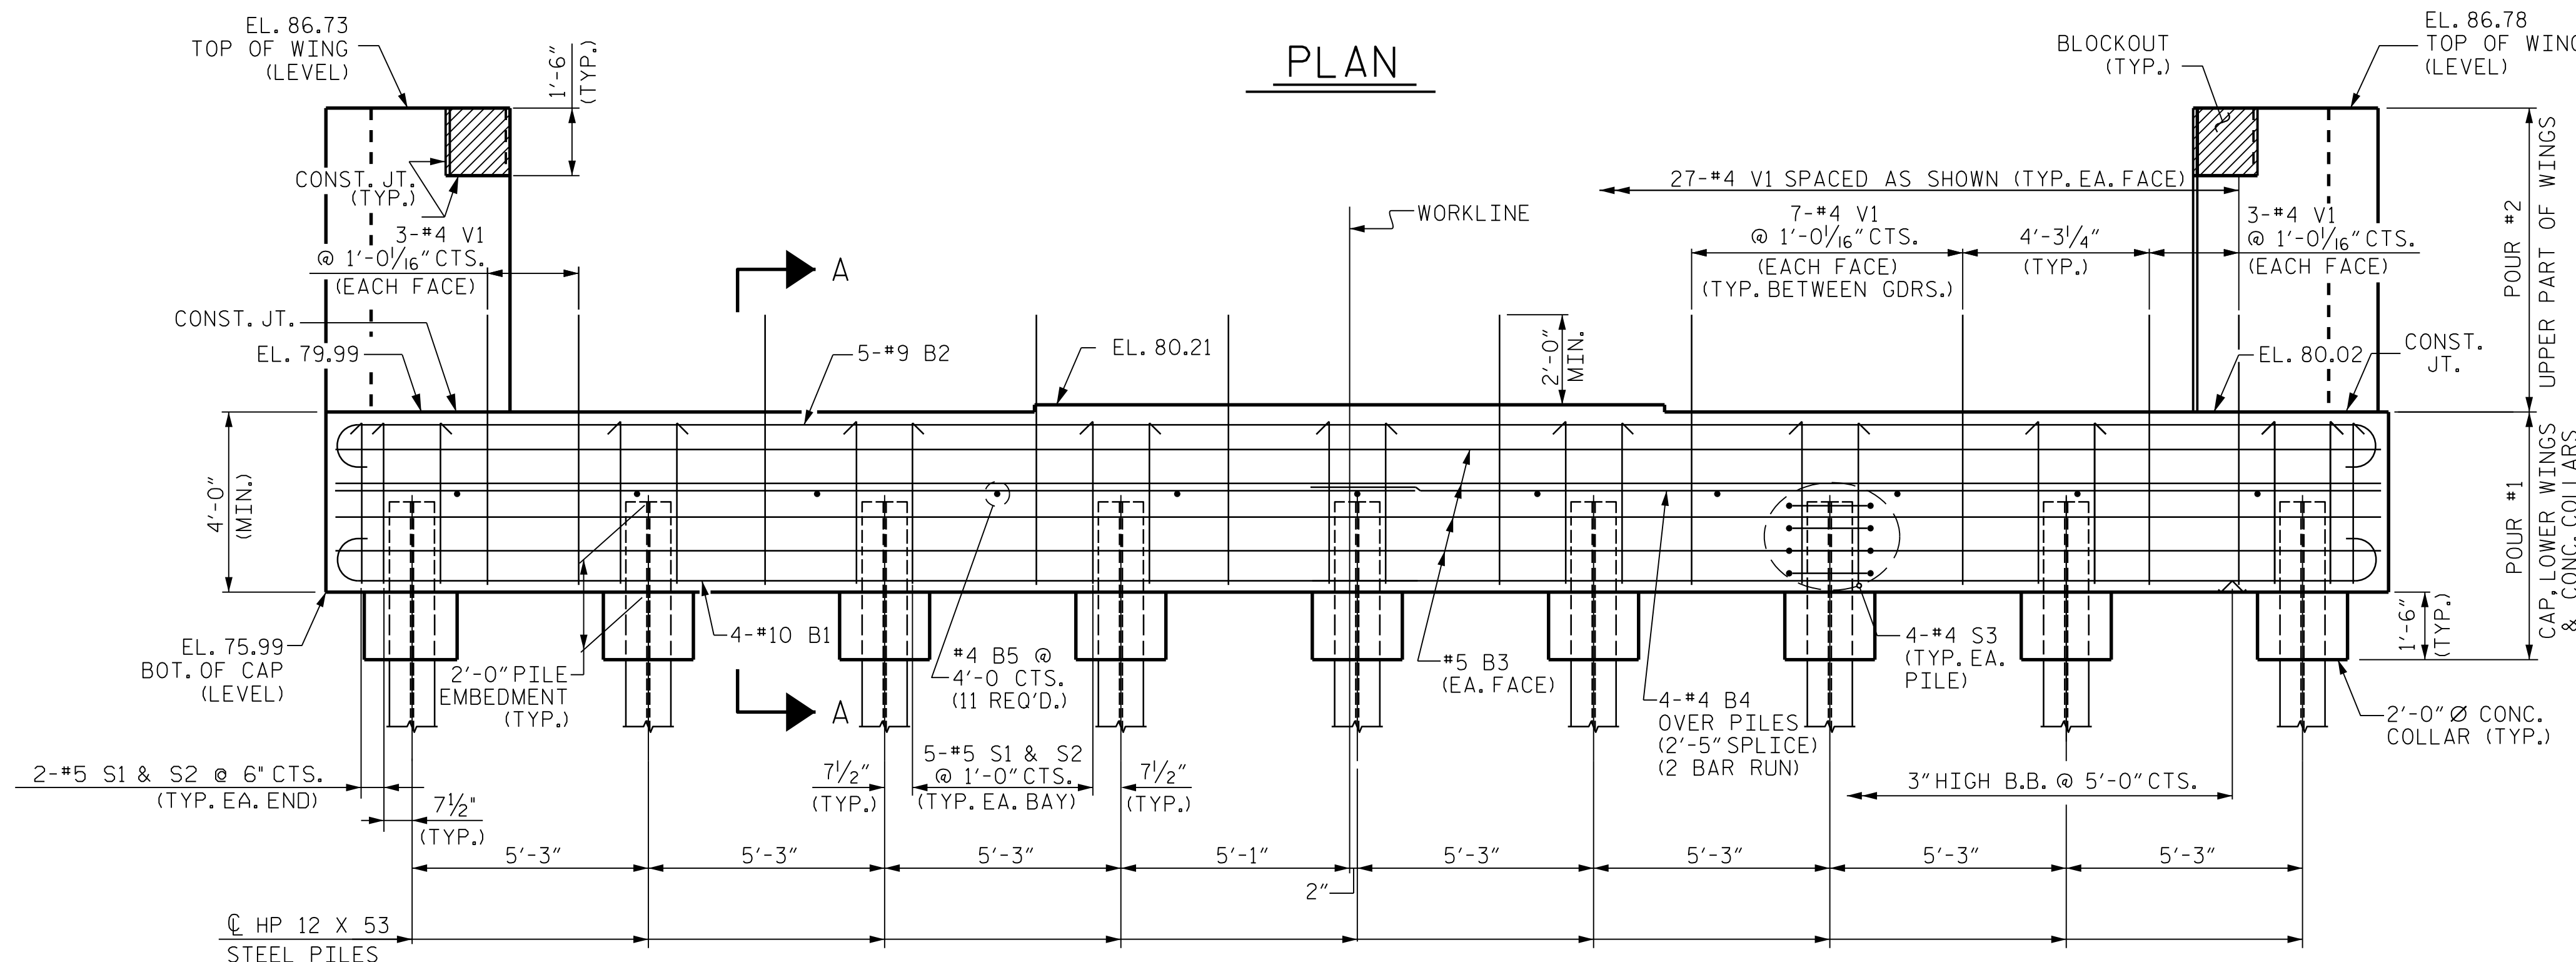 PLAN
EL. 86.73
TOP OF WING
(LEVEL)
1'-6"
(TYP.)
BLOCKOUT
(TYP.)
EL. 86.78
TOP OF WING
(LEVEL)
CONST. JT.
(TYP.)
3-#4 V1
@ 1'-0 1/16" CTS.
(EACH FACE)
A
WORKLINE
27-#4 V1 SPACED AS SHOWN (TYP. EA. FACE)
7-#4 V1
@ 1'-0 1/16" CTS.
(EACH FACE)
(TYP. BETWEEN GDRS.)
4'-3 1/4"
(TYP.)
3-#4 V1
@ 1'-0 1/16" CTS.
(EACH FACE)
POUR #2
UPPER PART OF WINGS
CONST. JT.
EL. 79.99
5-#9 B2
EL. 80.21
2'-0"
MIN.
EL. 80.02
CONST.
JT.
4'-0"
(MIN.)
POUR #1
CAP, LOWER WINGS
& CONC. COLLARS
EL. 75.99
BOT. OF CAP
(LEVEL)
2'-0" PILE
EMBEDMENT
(TYP.)
4-#10 B1
A
#4 B5 @
4'-0 CTS.
(11 REQ'D.)
#5 B3
(EA. FACE)
4-#4 B4
OVER PILES
(2'-5" SPLICE)
(2 BAR RUN)
4-#4 S3
(TYP. EA.
PILE)
1'-6"
(TYP.)
2'-0" Ø CONC.
COLLAR (TYP.)
2-#5 S1 & S2 @ 6" CTS.
(TYP. EA. END)
7 1/2"
(TYP.)
7 1/2"
(TYP.)
5-#5 S1 & S2
@ 1'-0" CTS.
(TYP. EA. BAY)
7 1/2"
(TYP.)
3" HIGH B.B. @ 5'-0" CTS.
5'-3"
5'-3"
5'-3"
5'-1"
2"
5'-3"
5'-3"
5'-3"
5'-3"
℄ HP 12 X 53
STEEL PILES